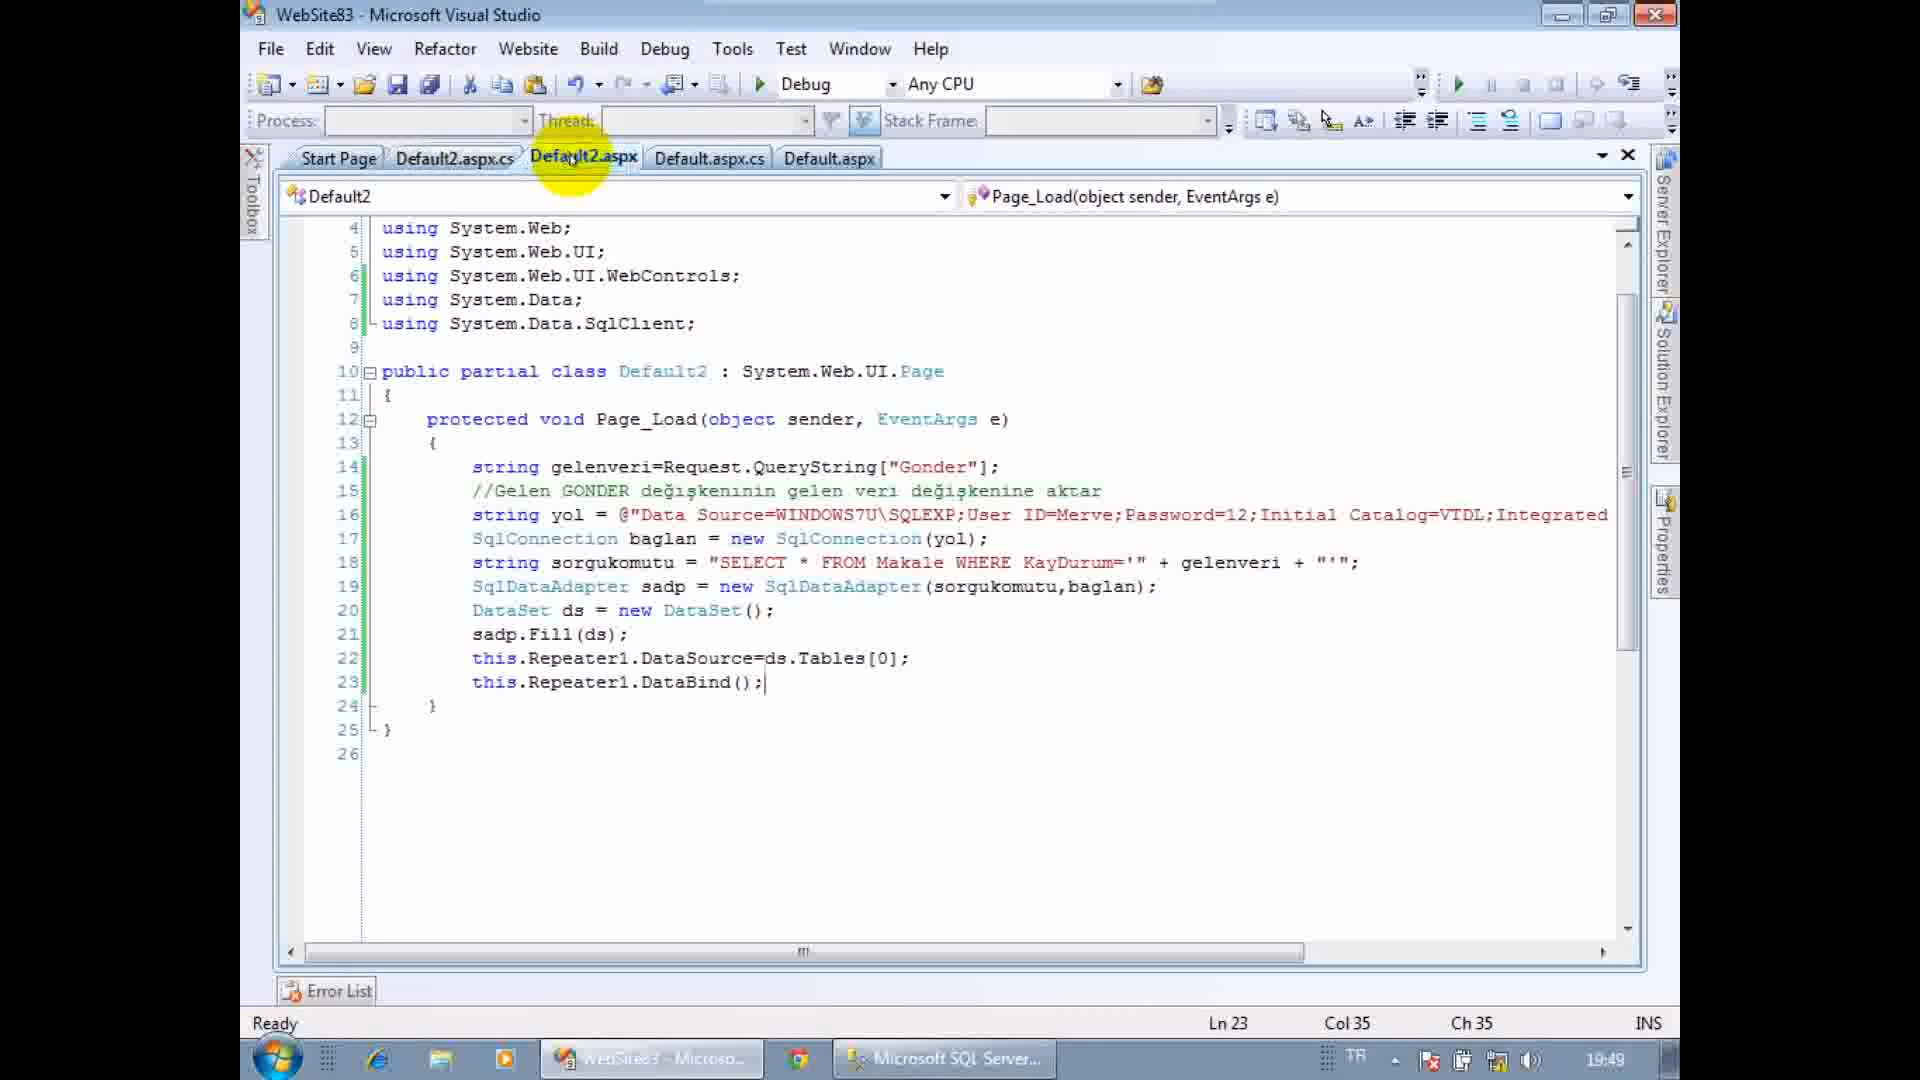 WebSite83 - Microsoft Visual Studio
File Edit View Refactor Website Build Debug Tools Test Window Help
Debug Any CPU
Process: Thread: Stack Frame:
Start Page Default2.aspx.cs Default2.aspx Default.aspx.cs Default.aspx
Toolbox
Default2 Page_Load(object sender, EventArgs e)
4 using System.Web;
5 using System.Web.UI;
6 using System.Web.UI.WebControls;
7 using System.Data;
8 using System.Data.SqlClient;
9
10 public partial class Default2 : System.Web.UI.Page
11 {
12 protected void Page_Load(object sender, EventArgs e)
13 {
14 string gelenveri=Request.QueryString["Gonder"];
15 //Gelen GONDER değişkeninin gelen veri değişkenine aktar
16 string yol = @"Data Source=WINDOWS7U\SQLEXP;User ID=Merve;Password=12;Initial Catalog=VTDL;Integrated
17 SqlConnection baglan = new SqlConnection(yol);
18 string sorgukomutu = "SELECT * FROM Makale WHERE KayDurum='" + gelenveri + "'";
19 SqlDataAdapter sadp = new SqlDataAdapter(sorgukomutu,baglan);
20 DataSet ds = new DataSet();
21 sadp.Fill(ds);
22 this.Repeater1.DataSource=ds.Tables[0];
23 this.Repeater1.DataBind();
24 }
25 }
26
Server Explorer
Solution Explorer
Properties
Error List
Ready Ln 23 Col 35 Ch 35 INS
WebSite83 - Microso... Microsoft SQL Server... TR 19:49